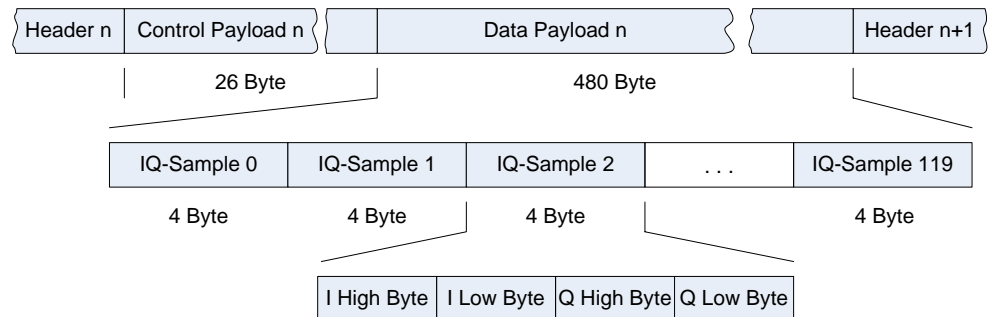 Header n Control Payload n Data Payload n Header n+1
26 Byte 480 Byte
IQ-Sample 0 IQ-Sample 1 IQ-Sample 2 . . . IQ-Sample 119
4 Byte 4 Byte 4 Byte 4 Byte
I High Byte I Low Byte Q High Byte Q Low Byte